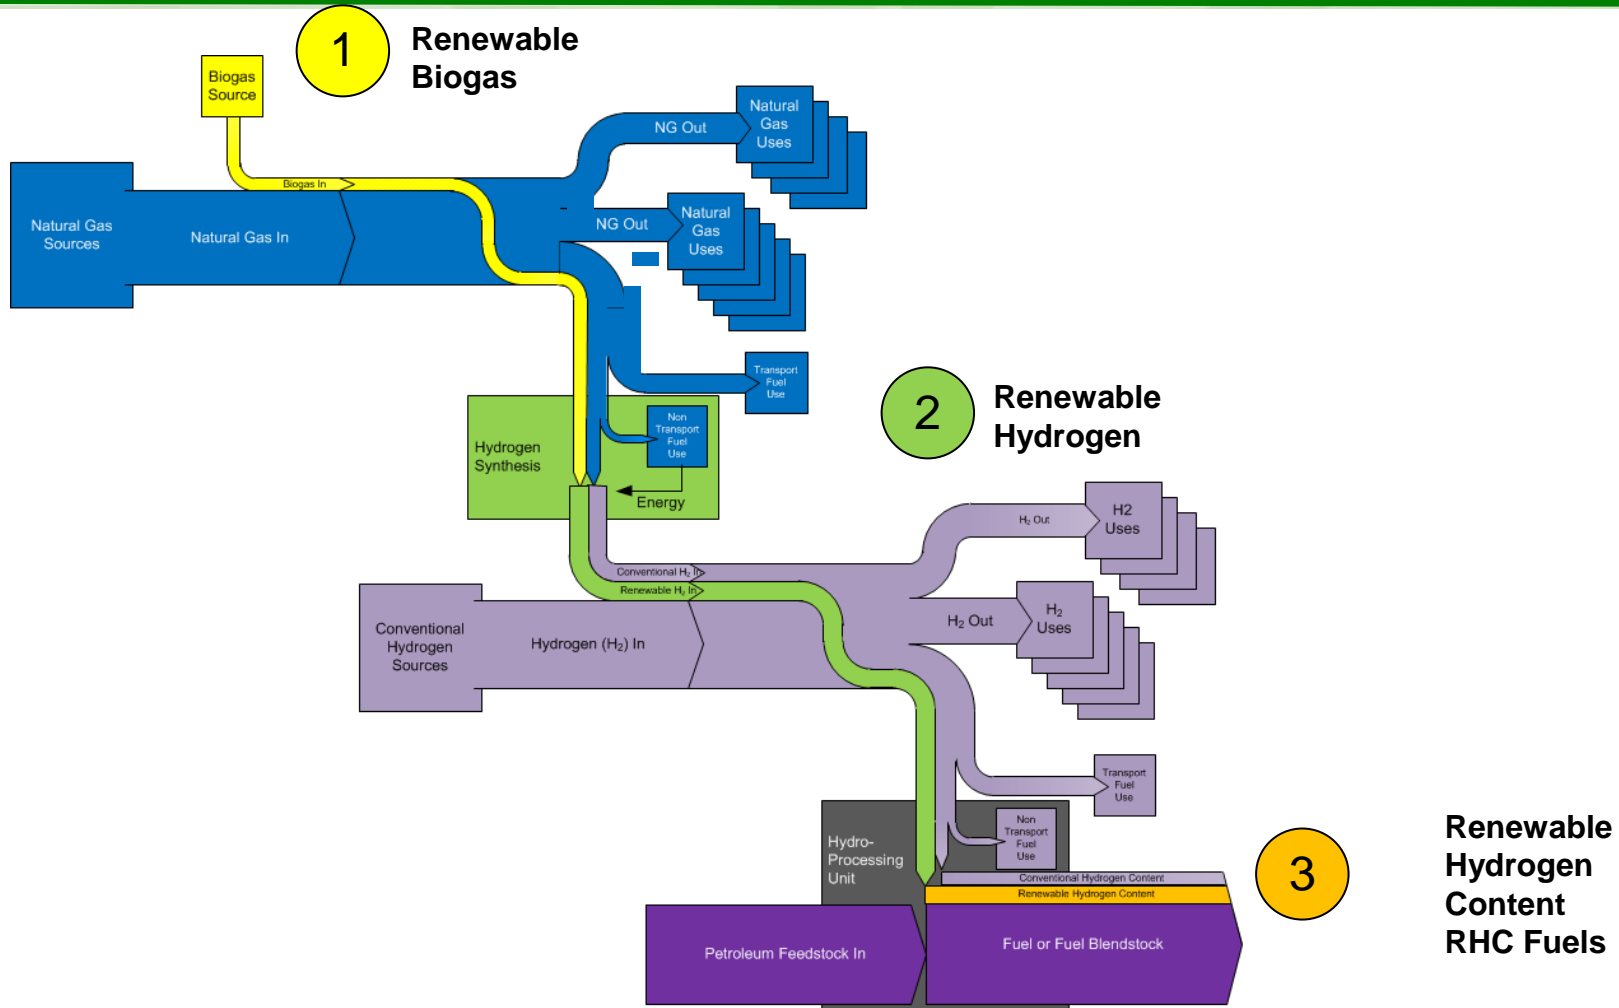 1
Renewable
Biogas
Biogas
Source
Natural
Gas
Uses
NG Out
Biogas In
Natural Gas
Sources
Natural Gas In
NG Out
Natural
Gas
Uses
Transport
Fuel
Use
2
Renewable
Hydrogen
Hydrogen
Synthesis
Non
Transport
Fuel
Use
Energy
H2
Uses
H₂ Out
Conventional H₂ In
Renewable H₂ In
Conventional
Hydrogen
Sources
Hydrogen (H₂) In
H₂ Out
H₂
Uses
Transport
Fuel
Use
Hydro-
Processing
Unit
Non
Transport
Fuel
Use
3
Renewable
Hydrogen
Content
RHC Fuels
Conventional Hydrogen Content
Renewable Hydrogen Content
Petroleum Feedstock In
Fuel or Fuel Blendstock